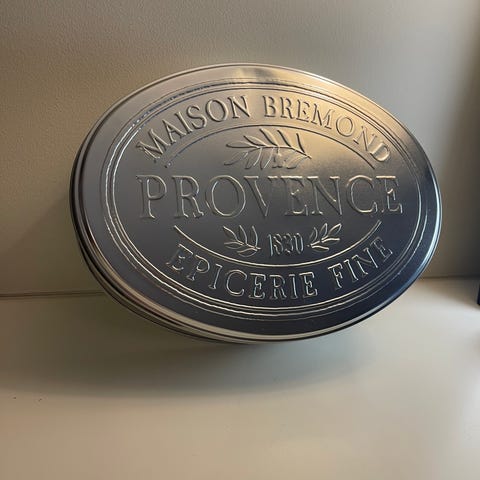 MAISON BREMOND
PROVENCE
1830
EPICERIE FINE